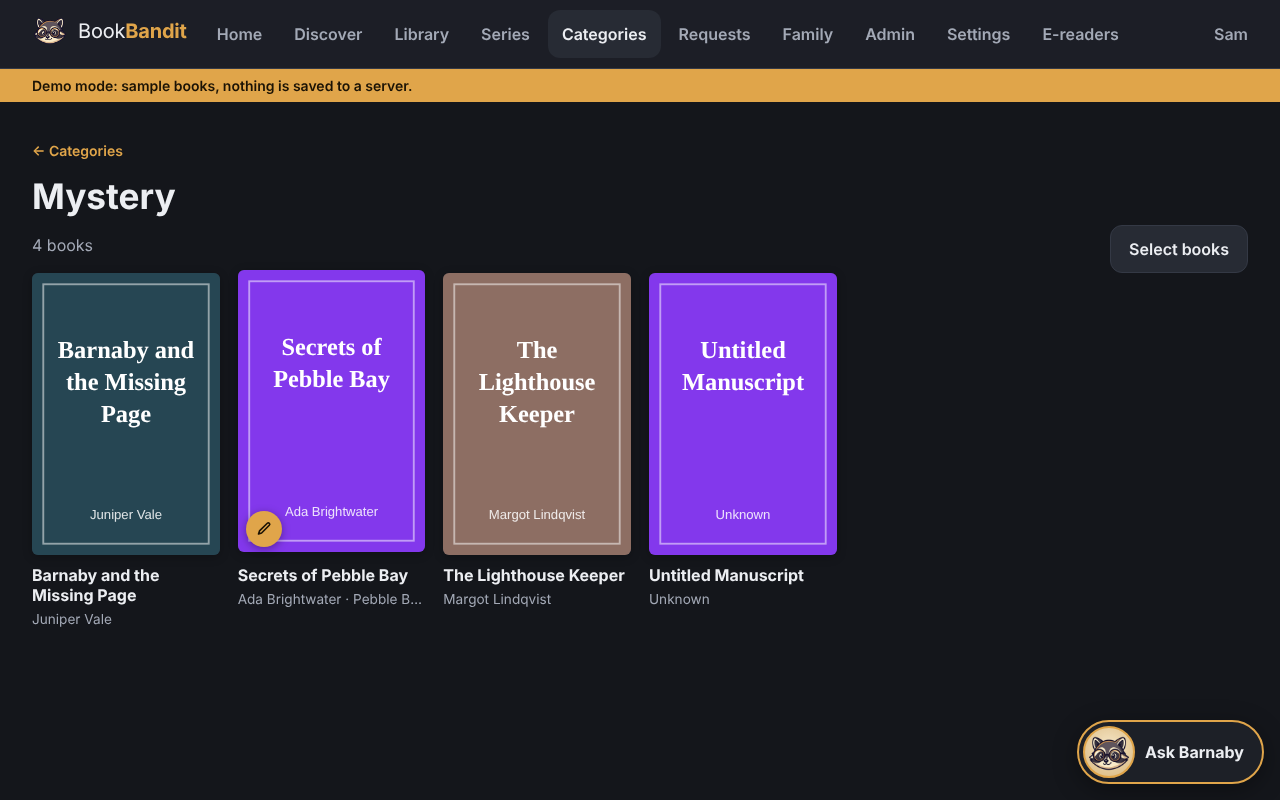 BookBandit
Home
Discover
Library
Series
Categories
Requests
Family
Admin
Settings
E-readers
Sam
Demo mode: sample books, nothing is saved to a server.
← Categories
Mystery
4 books
Select books
Barnaby and
the Missing
Page
Juniper Vale
Secrets of
Pebble Bay
Ada Brightwater
The
Lighthouse
Keeper
Margot Lindqvist
Untitled
Manuscript
Unknown
Barnaby and the
Missing Page
Juniper Vale
Secrets of Pebble Bay
Ada Brightwater · Pebble B...
The Lighthouse Keeper
Margot Lindqvist
Untitled Manuscript
Unknown
Ask Barnaby